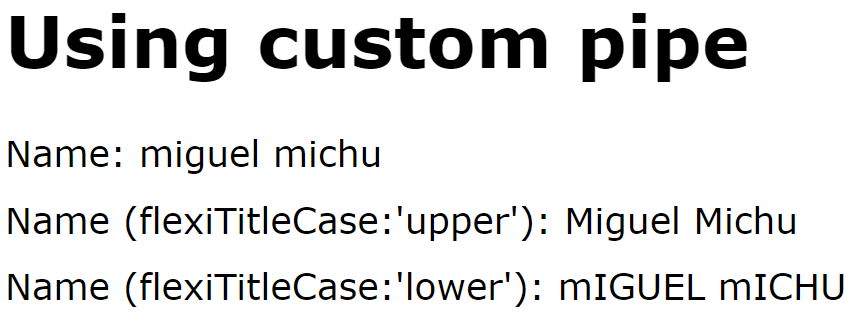 Using custom pipe
Name: miguel michu
Name (flexiTitleCase:'upper'): Miguel Michu
Name (flexiTitleCase:'lower'): mIGUEL mICHU